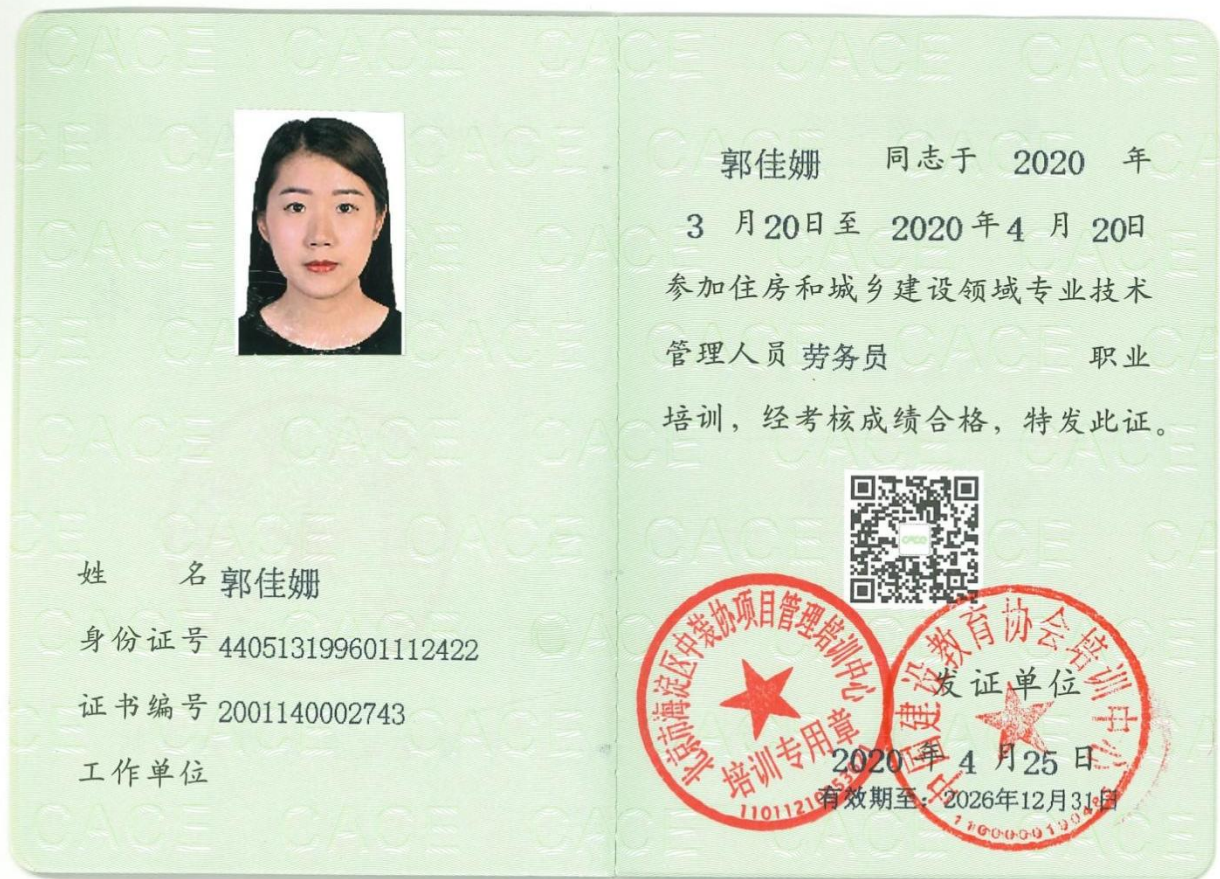 姓 名 郭佳姗
身份证号 440513199601112422
证书编号 2001140002743
工作单位
郭佳姗 同志于 2020 年
3 月20日至 2020年4 月 20日
参加住房和城乡建设领域专业技术
管理人员 劳务员 职业
培训，经考核成绩合格，特发此证。
北京市海淀区中装协项目管理培训中心
培训专用章
中国建设教育协会培训中心
发证单位
2020 年 4 月25 日
有效期至：2026年12月31日
CACE